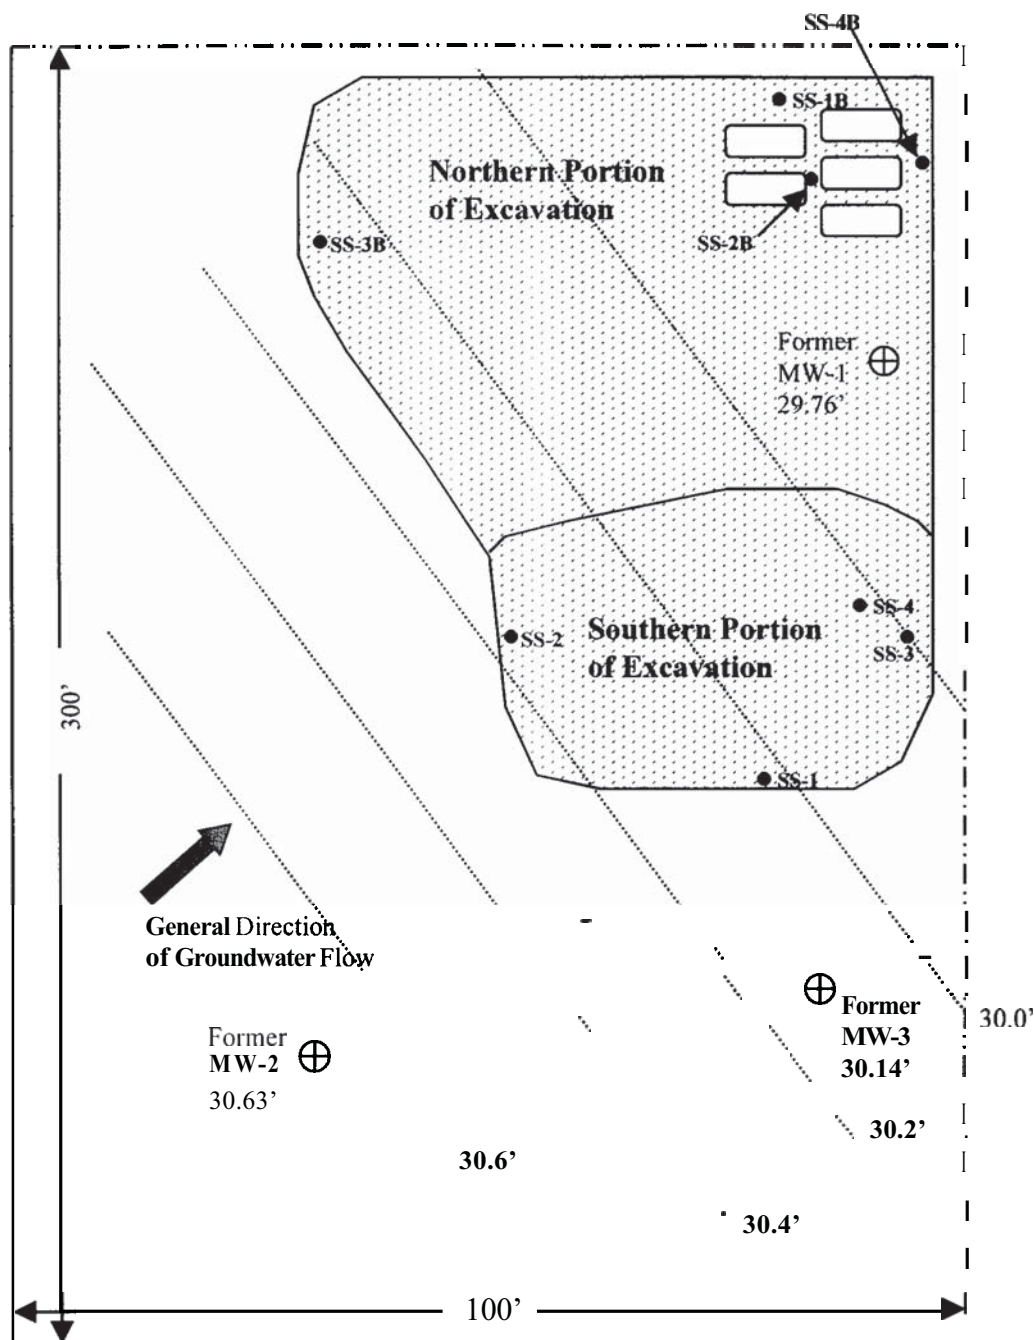 SS-4B
SS-1B
Northern Portion
of Excavation
SS-2B
SS-3B
Former
MW-1
29.76’
SS-4
SS-2
Southern Portion
of Excavation
SS-3
300’
SS-1
General Direction
of Groundwater Flow
Former
MW-2
30.63’
Former
MW-3
30.14’
30.0’
30.2’
30.6’
30.4’
100’